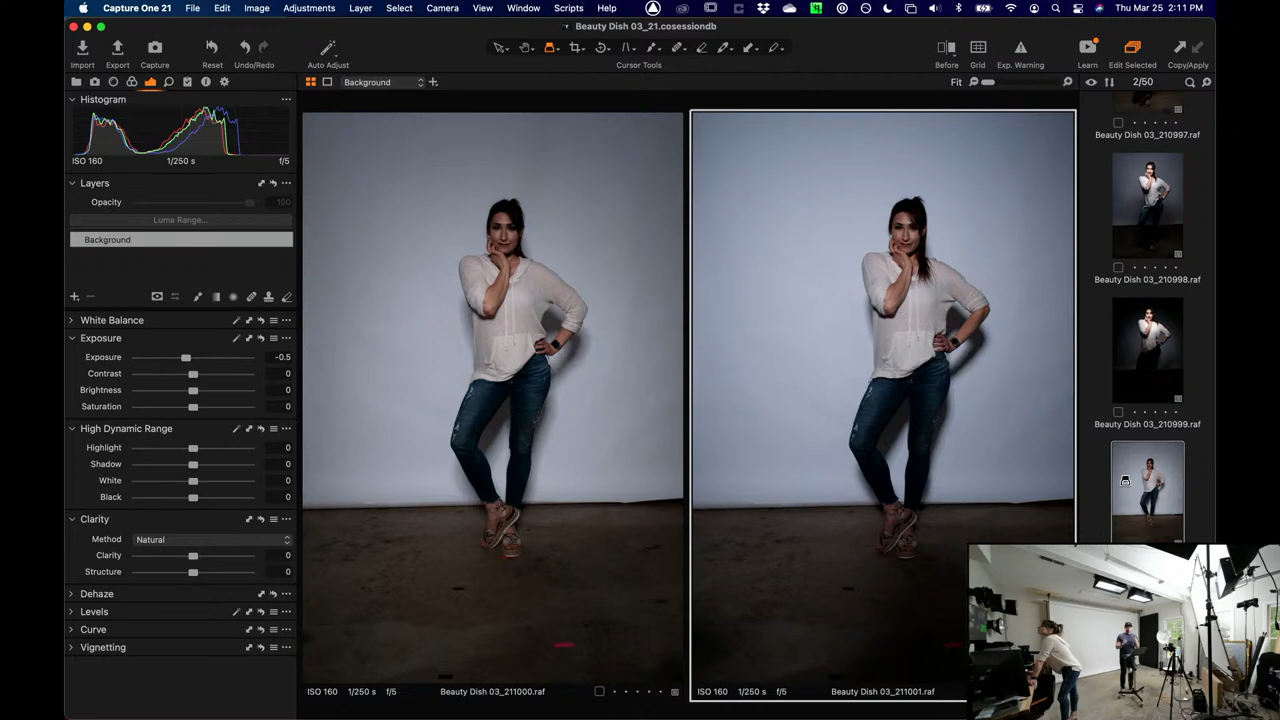 Capture One 21 File Edit Image Adjustments Layer Select Camera View Window Scripts Help Thu Mar 25 2:11 PM
Beauty Dish 03_21.cosessiondb
Import Export Capture Reset Undo/Redo Auto Adjust Cursor Tools Before Grid Exp. Warning Learn Edit Selected Copy/Apply
Background Fit 2/50
Histogram
ISO 160 1/250 s f/5
Layers
Opacity 100
Luma Range...
Background
White Balance
Exposure
Exposure -0.5
Contrast 0
Brightness 0
Saturation 0
High Dynamic Range
Highlight 0
Shadow 0
White 0
Black 0
Clarity
Method Natural
Clarity 0
Structure 0
Dehaze
Levels
Curve
Vignetting
ISO 160 1/250 s f/5 Beauty Dish 03_211000.raf
ISO 160 1/250 s f/5 Beauty Dish 03_211001.raf
Beauty Dish 03_210997.raf
Beauty Dish 03_210998.raf
Beauty Dish 03_210999.raf